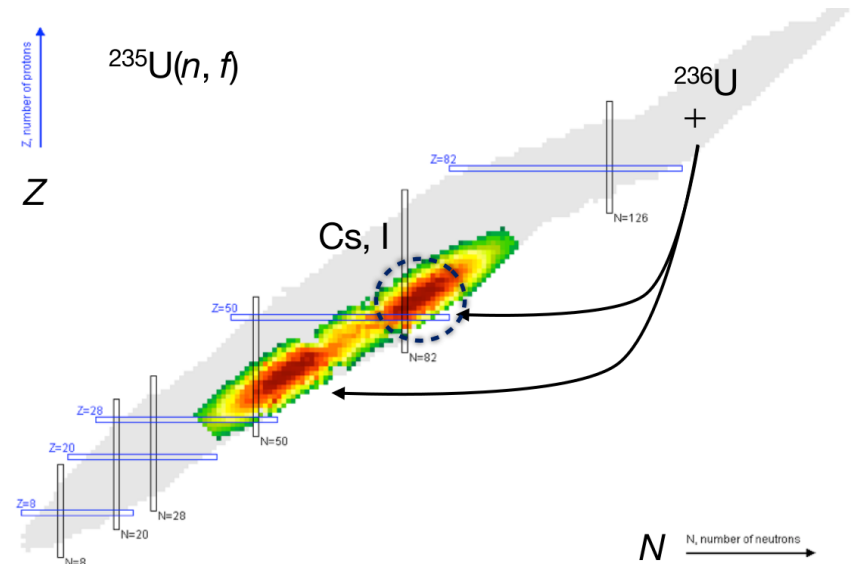 Z, number of protons
²³⁵U(n, f)
²³⁶U
+
Z=82
Z
N=126
Cs, I
Z=50
N=82
Z=28
N=50
Z=20
N=28
Z=8
N=20
N=8
N
N, number of neutrons